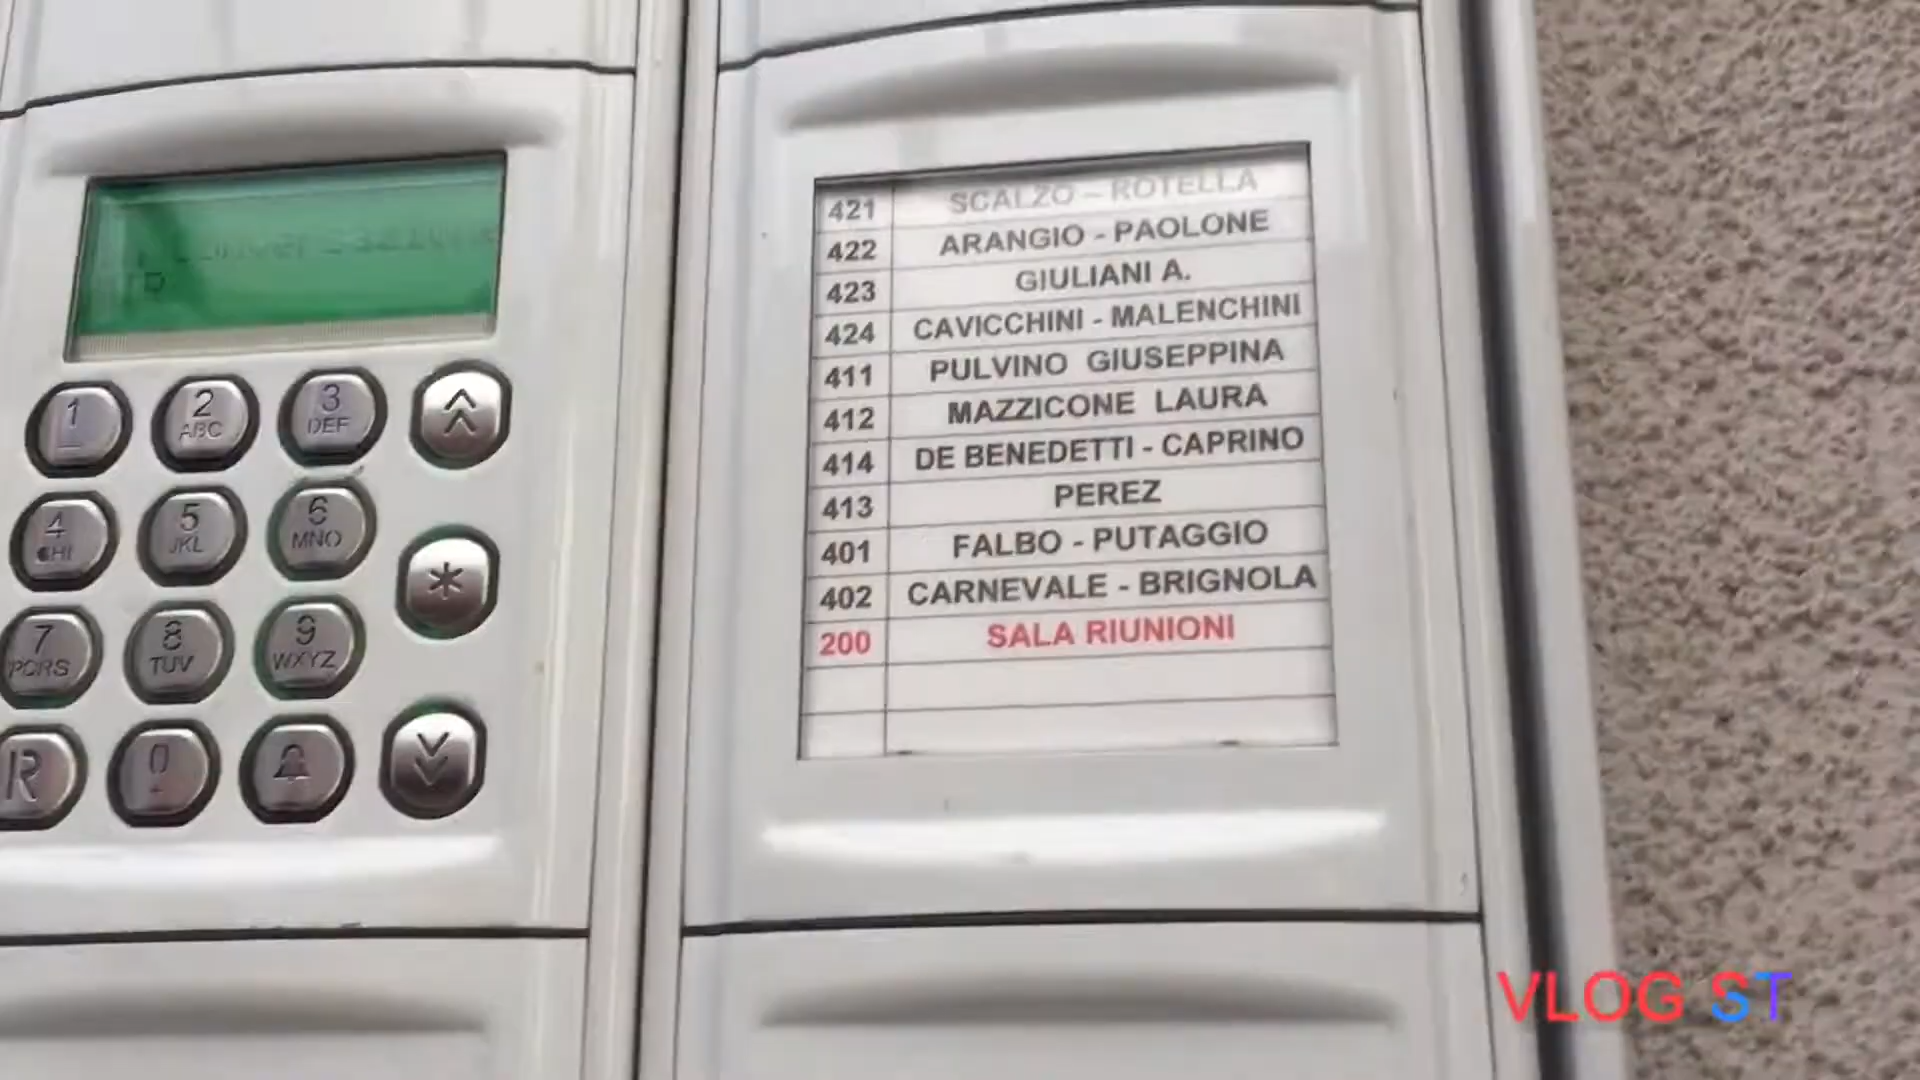 421 SCALZO – ROTELLA
422 ARANGIO - PAOLONE
423 GIULIANI A.
424 CAVICCHINI - MALENCHINI
411 PULVINO GIUSEPPINA
412 MAZZICONE LAURA
414 DE BENEDETTI - CAPRINO
413 PEREZ
401 FALBO - PUTAGGIO
402 CARNEVALE - BRIGNOLA
200 SALA RIUNIONI
1
2 ABC
3 DEF
4 GHI
5 JKL
6 MNO
*
7 PQRS
8 TUV
9 WXYZ
R
0
VLOG ST